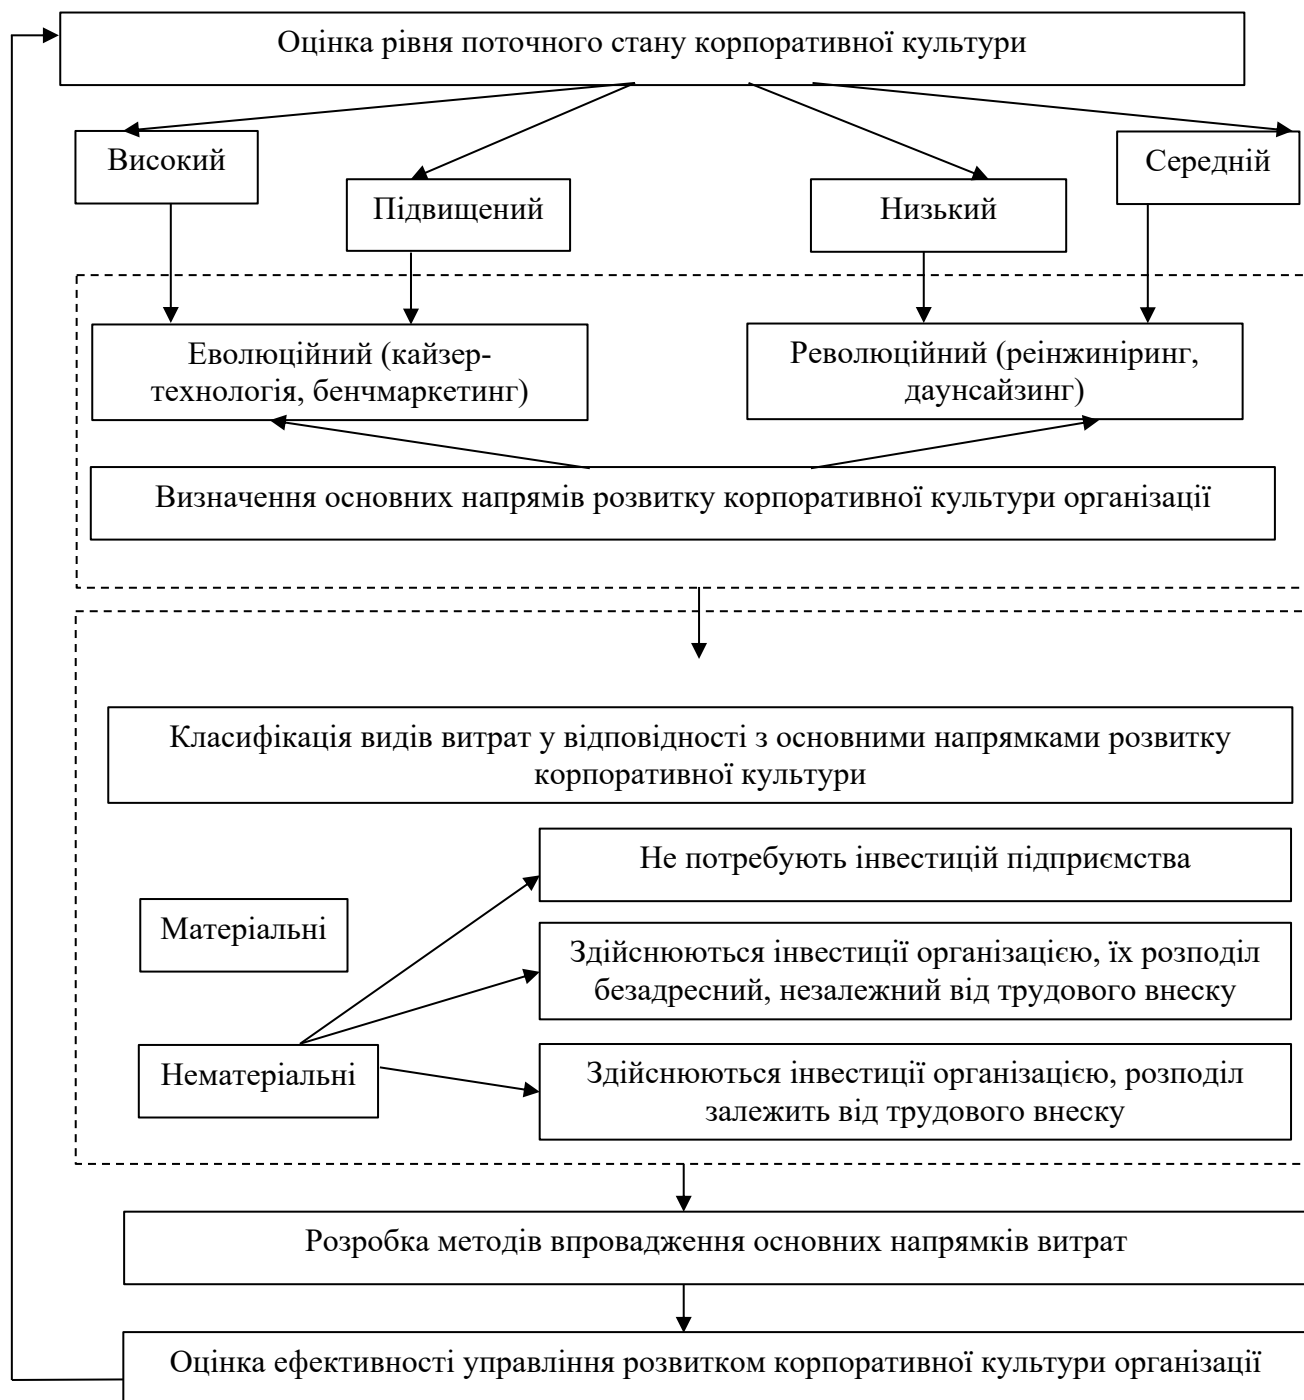 Оцінка рівня поточного стану корпоративної культури
Високий
Середній
Підвищений
Низький
Еволюційний (кайзер-
технологія, бенчмаркетинг)
Революційний (реінжиніринг,
даунсайзинг)
Визначення основних напрямів розвитку корпоративної культури організації
Класифікація видів витрат у відповідності з основними напрямками розвитку
корпоративної культури
Не потребують інвестицій підприємства
Матеріальні
Здійснюються інвестиції організацією, їх розподіл
безадресний, незалежний від трудового внеску
Нематеріальні
Здійснюються інвестиції організацією, розподіл
залежить від трудового внеску
Розробка методів впровадження основних напрямків витрат
Оцінка ефективності управління розвитком корпоративної культури організації